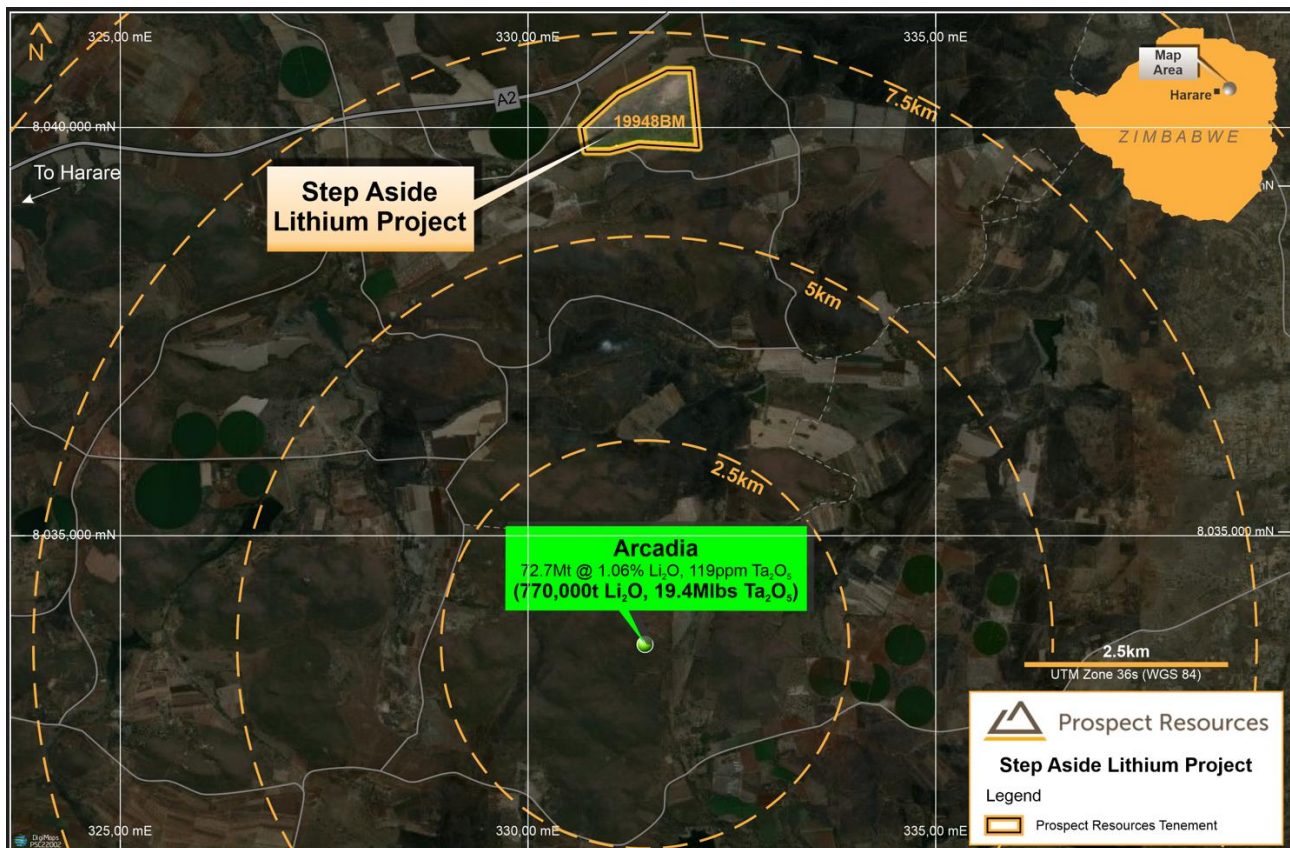 N
325,00 mE
330,00 mE
335,00 mE
Map
Area
Harare
ZIMBABWE
A2
7.5km
8,040,000 mN
19948BM
mN
To Harare
Step Aside
Lithium Project
5km
2.5km
8,035,000 mN
8,035,000 mN
Arcadia
72.7Mt @ 1.06% Li₂O, 119ppm Ta₂O₅
(770,000t Li₂O, 19.4Mlbs Ta₂O₅)
2.5km
UTM Zone 36s (WGS 84)
Prospect Resources
Step Aside Lithium Project
Legend
Prospect Resources Tenement
325,00 mE
330,00 mE
335,00 mE
DigiMaps
PSC22002